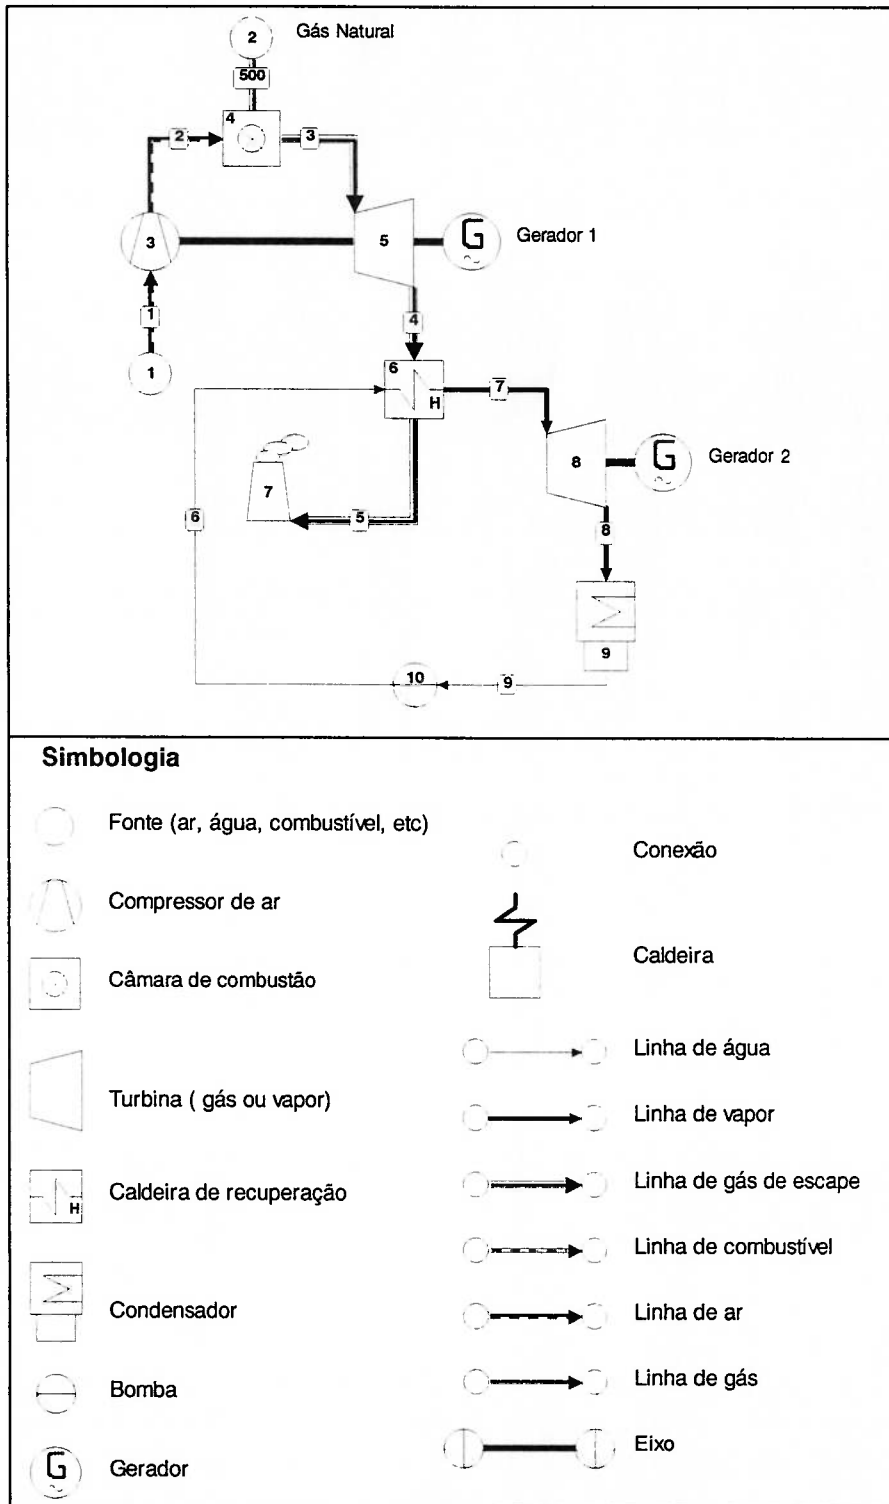 2
Gás Natural
500
4
2
3
3
5
G
Gerador 1
1
4
1
6
H
7
8
G
Gerador 2
7
6
5
8
9
10
9
Simbologia
Fonte (ar, água, combustível, etc)
Conexão
Compressor de ar
Caldeira
Câmara de combustão
Linha de água
Turbina ( gás ou vapor)
Linha de vapor
Caldeira de recuperação
H
Linha de gás de escape
Linha de combustível
Condensador
Linha de ar
Bomba
Linha de gás
Eixo
G
Gerador